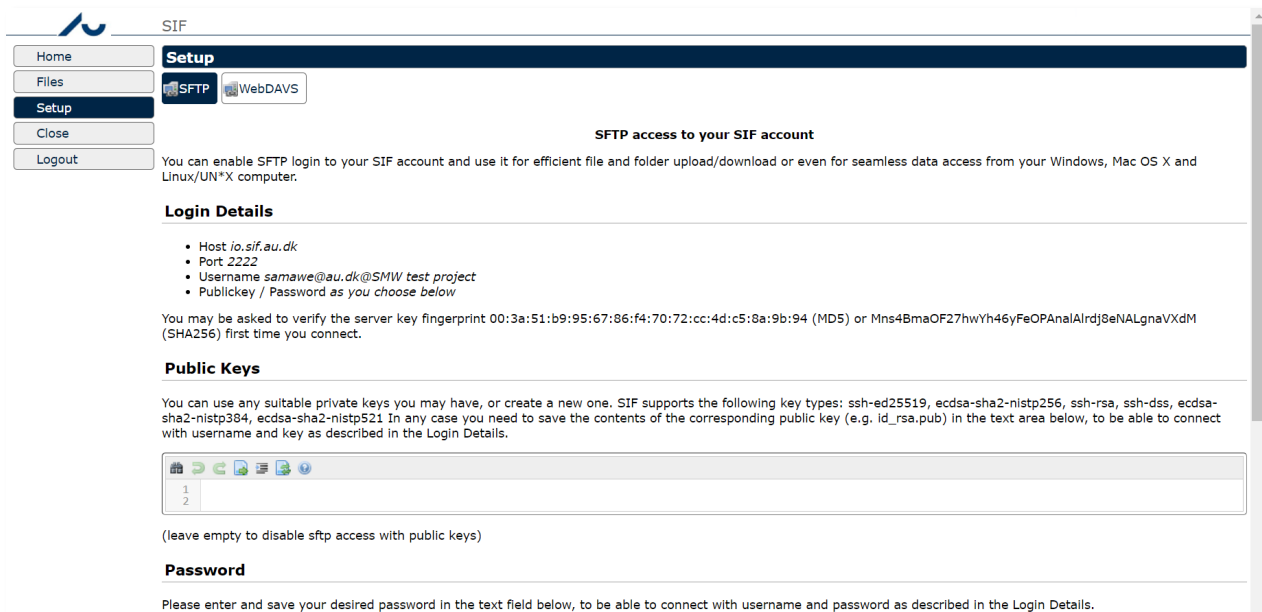 SIF
Home
Files
Setup
Close
Logout
Setup
SFTP
WebDAVS
SFTP access to your SIF account
You can enable SFTP login to your SIF account and use it for efficient file and folder upload/download or even for seamless data access from your Windows, Mac OS X and
Linux/UN*X computer.
Login Details
• Host io.sif.au.dk
• Port 2222
• Username samawe@au.dk@SMW test project
• Publickey / Password as you choose below
You may be asked to verify the server key fingerprint 00:3a:51:b9:95:67:86:f4:70:72:cc:4d:c5:8a:9b:94 (MD5) or Mns4BmaOF27hwYh46yFeOPAnalAlrdj8eNALgnaVXdM
(SHA256) first time you connect.
Public Keys
You can use any suitable private keys you may have, or create a new one. SIF supports the following key types: ssh-ed25519, ecdsa-sha2-nistp256, ssh-rsa, ssh-dss, ecdsa-
sha2-nistp384, ecdsa-sha2-nistp521 In any case you need to save the contents of the corresponding public key (e.g. id_rsa.pub) in the text area below, to be able to connect
with username and key as described in the Login Details.
1
2
(leave empty to disable sftp access with public keys)
Password
Please enter and save your desired password in the text field below, to be able to connect with username and password as described in the Login Details.